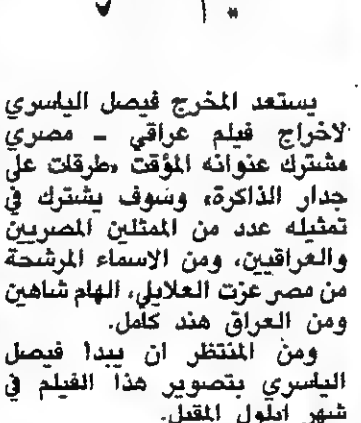 يستعد المخرج فيصل الياسري
لاخراج فيلم عراقي - مصري
مشترك عنوانه المؤقت «طرقات على
جدار الذاكرة» وسوف يشترك في
تمثيله عدد من الممثلين المصريين
والعراقيين، ومن الاسماء المرشحة
من مصر عزت العلايلي، الهام شاهين
ومن العراق هند كامل.
ومن المنتظر ان يبدا فيصل
الياسري بتصوير هذا الفيلم في
شهر ايلول المقبل.